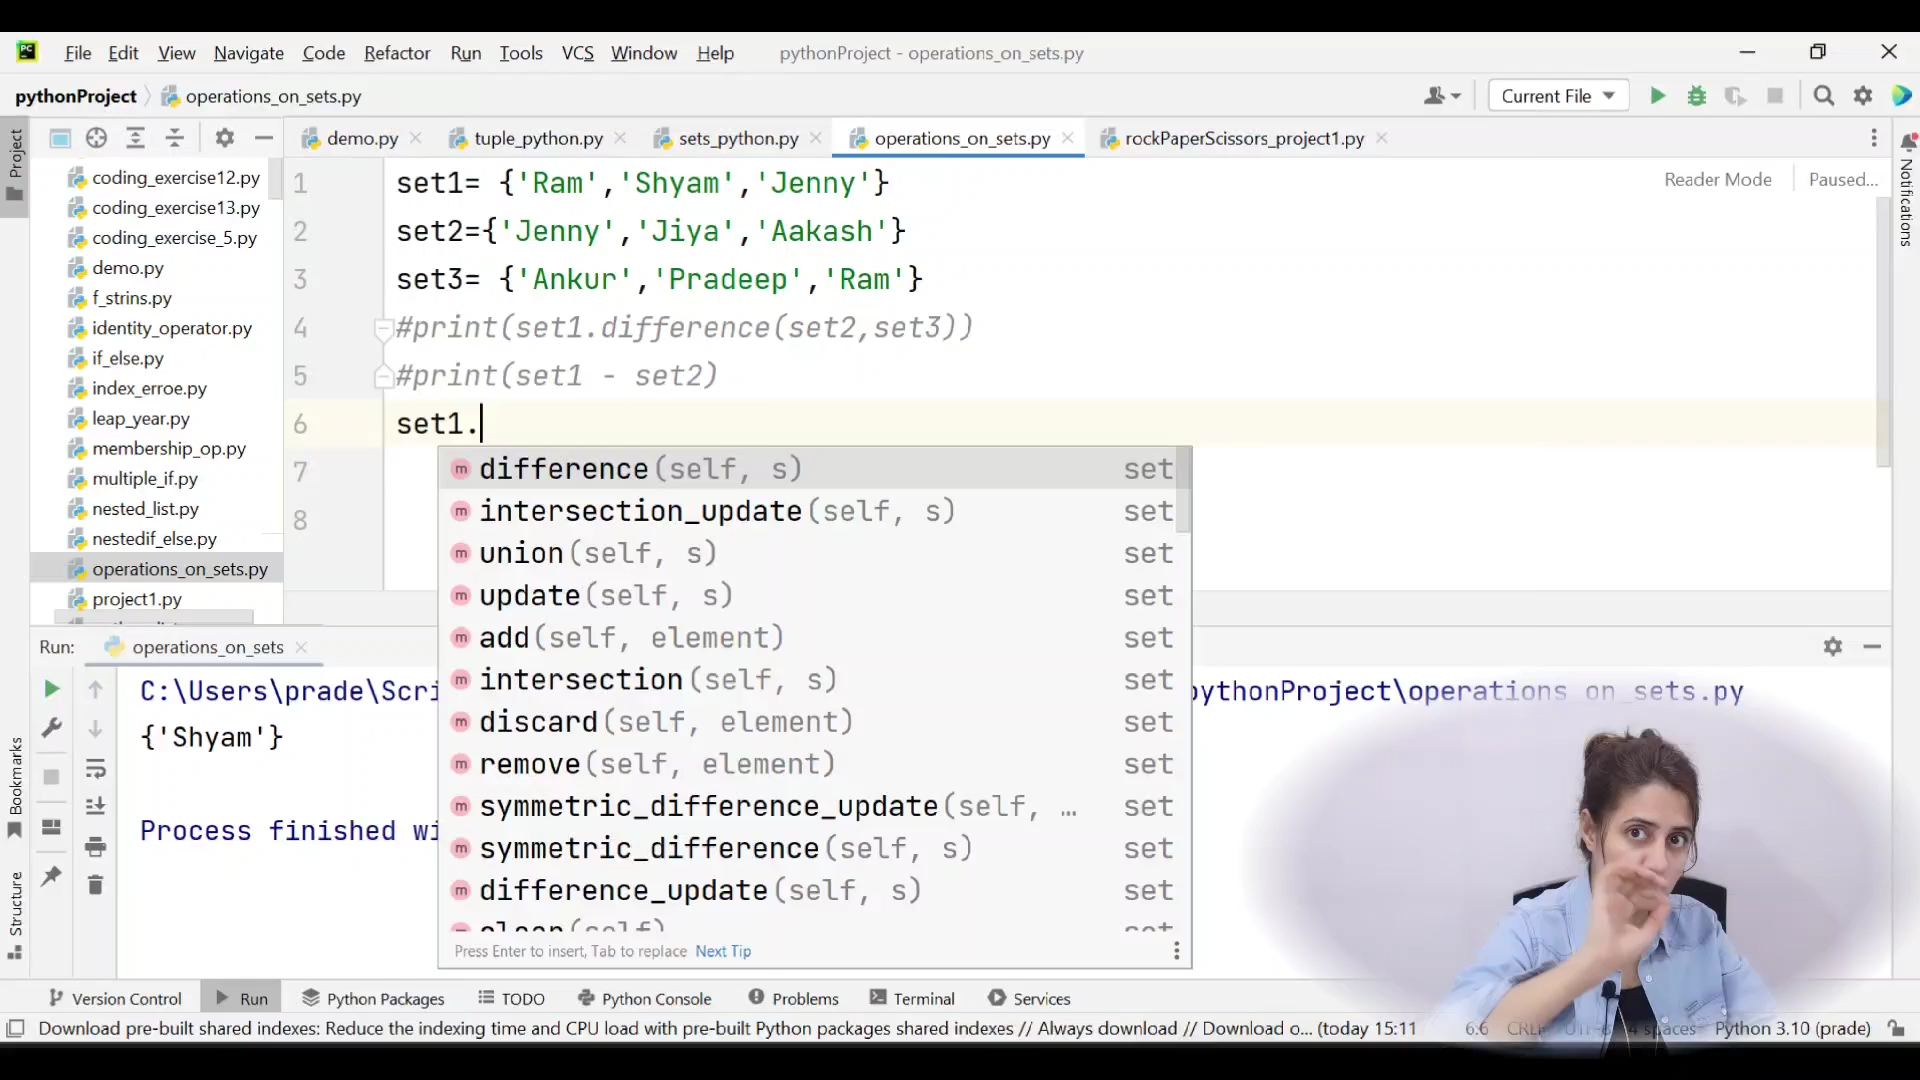 File Edit View Navigate Code Refactor Run Tools VCS Window Help pythonProject - operations_on_sets.py
pythonProject operations_on_sets.py Current File
Project
demo.py tuple_python.py sets_python.py operations_on_sets.py rockPaperScissors_project1.py
Notifications
Reader Mode Paused...
coding_exercise12.py
coding_exercise13.py
coding_exercise_5.py
demo.py
f_strins.py
identity_operator.py
if_else.py
index_erroe.py
leap_year.py
membership_op.py
multiple_if.py
nested_list.py
nestedif_else.py
operations_on_sets.py
project1.py
1 set1= {'Ram','Shyam','Jenny'}
2 set2={'Jenny','Jiya','Aakash'}
3 set3= {'Ankur','Pradeep','Ram'}
4 #print(set1.difference(set2,set3))
5 #print(set1 - set2)
6 set1.
7
8
difference(self, s) set
intersection_update(self, s) set
union(self, s) set
update(self, s) set
add(self, element) set
intersection(self, s) set
discard(self, element) set
remove(self, element) set
symmetric_difference_update(self, … set
symmetric_difference(self, s) set
difference_update(self, s) set
clear(self) set
Press Enter to insert, Tab to replace Next Tip
Run: operations_on_sets
C:\Users\prade\Scri ythonProject\operations_on_sets.py
{'Shyam'}
Process finished wi
Bookmarks
Structure
Version Control Run Python Packages TODO Python Console Problems Terminal Services
Download pre-built shared indexes: Reduce the indexing time and CPU load with pre-built Python packages shared indexes // Always download // Download o... (today 15:11 6:6 CRLF UTF-8 4 spaces Python 3.10 (prade)